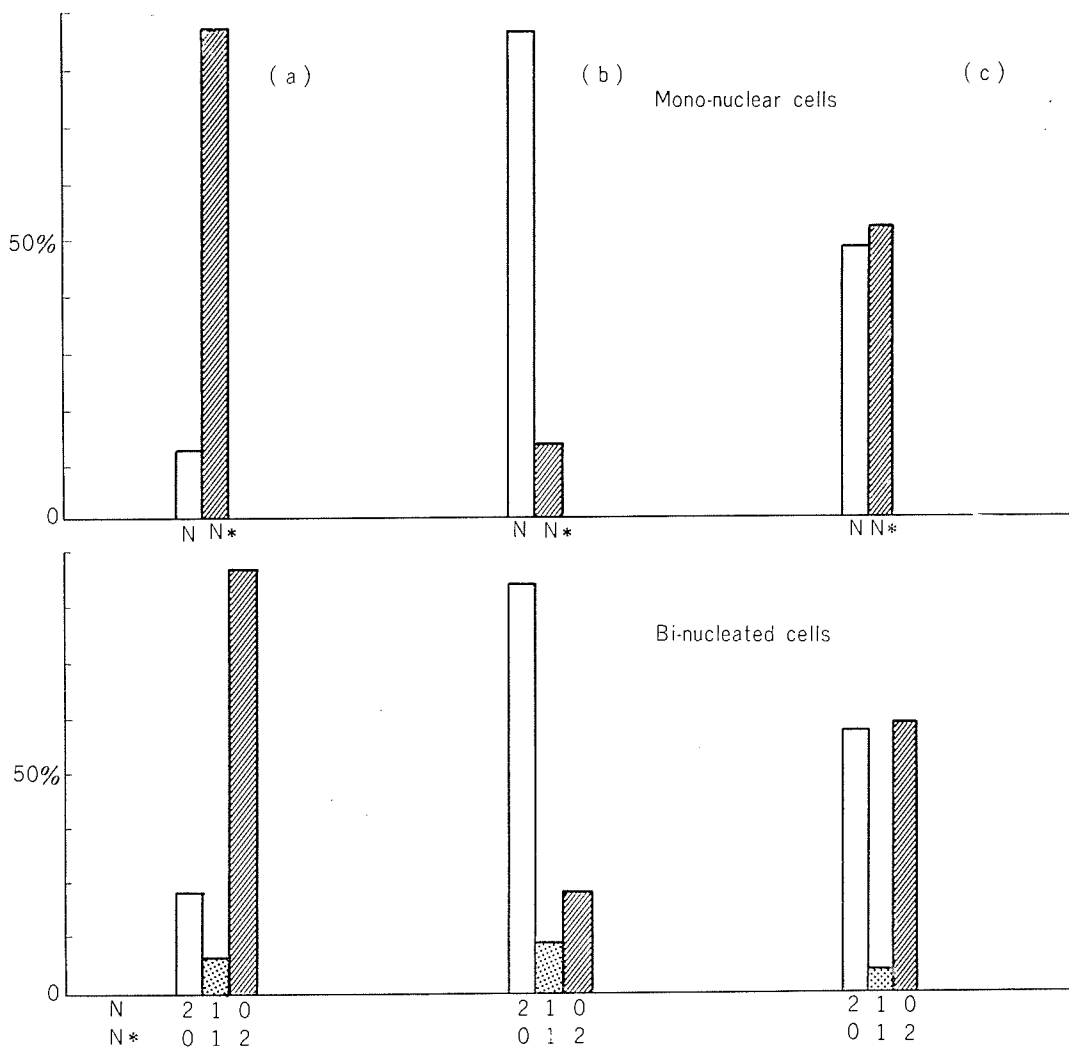 (a) (b) (c)
Mono-nuclear cells
50%
0
N N* N N* N N*
Bi-nucleated cells
50%
0
N 2 1 0 2 1 0 2 1 0
N* 0 1 2 0 1 2 0 1 2